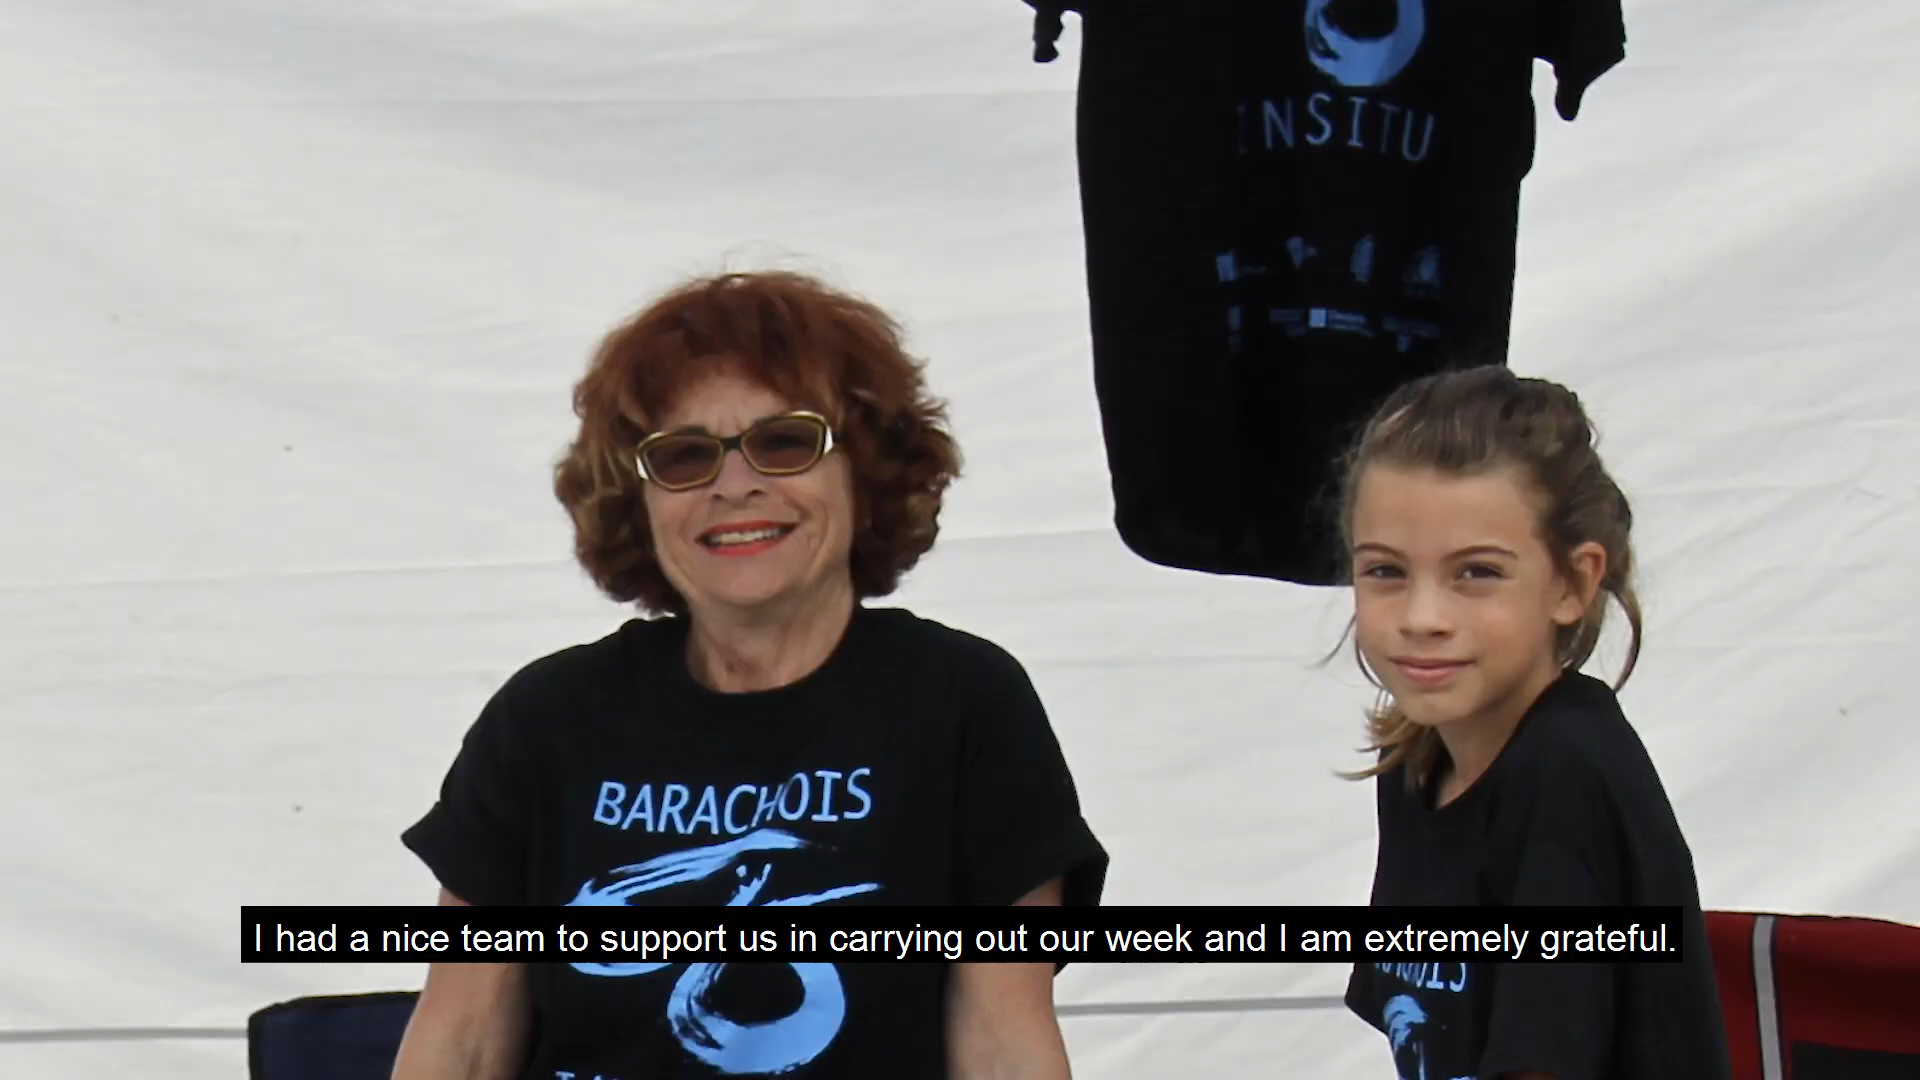 INSITU
BARACHOIS
I had a nice team to support us in carrying out our week and I am extremely grateful.